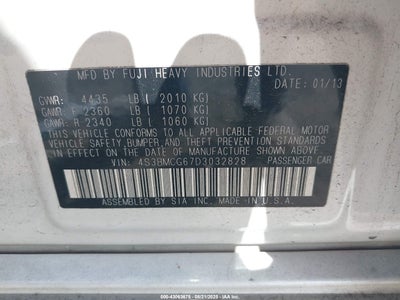 MFD BY FUJI HEAVY INDUSTRIES LTD.
DATE: 01/13
GVWR: 4435 LB ( 2010 KG)
GAWR: F 2360 LB ( 1070 KG)
GAWR: R 2340 LB ( 1060 KG)
THIS VEHICLE CONFORMS TO ALL APPLICABLE FEDERAL MOTOR
VEHICLE SAFETY, BUMPER, AND THEFT PREVENTION STANDARDS
IN EFFECT ON THE DATE OF MANUFACTURE SHOWN ABOVE.
VIN: 4S3BMCG67D3032828 PASSENGER CAR
ASSEMBLED BY SIA INC. IN U.S.A.